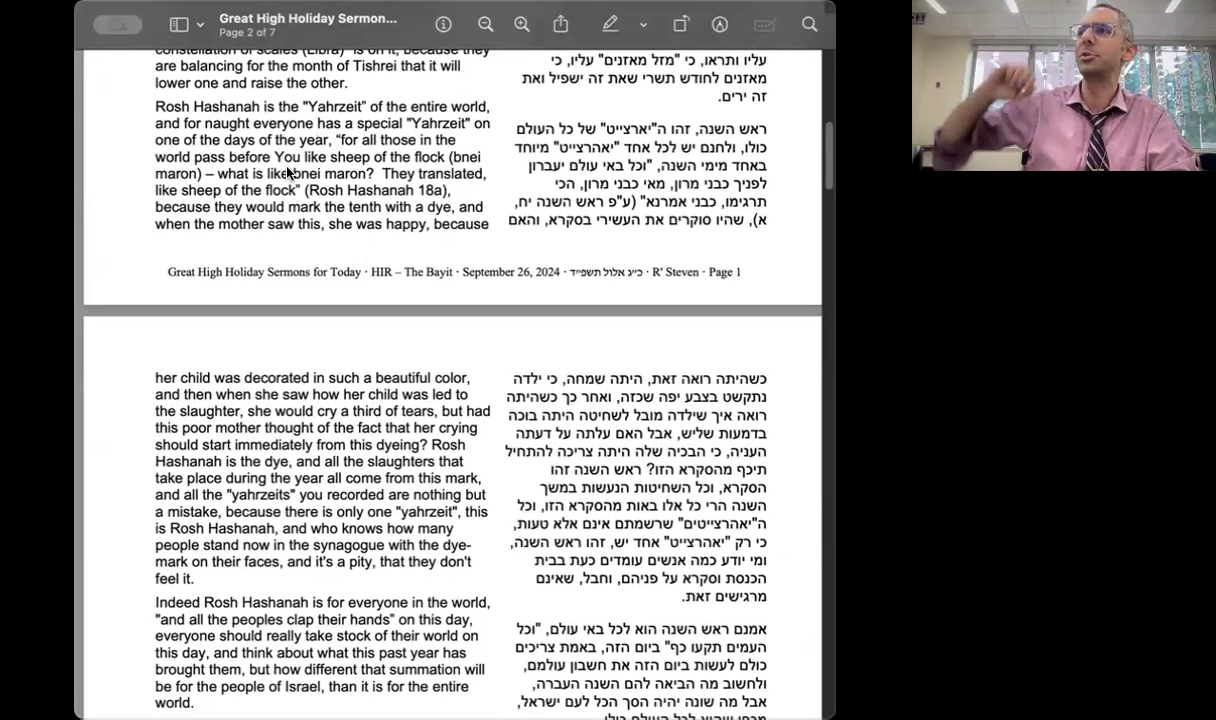 Great High Holiday Sermon...
Page 2 of 7
constellation of scales (Libra)" is on it, because they
are balancing for the month of Tishrei that it will
lower one and raise the other.
Rosh Hashanah is the "Yahrzeit" of the entire world,
and for naught everyone has a special "Yahrzeit" on
one of the days of the year, "for all those in the
world pass before You like sheep of the flock (bnei
maron) – what is like bnei maron? They translated,
like sheep of the flock" (Rosh Hashanah 18a),
because they would mark the tenth with a dye, and
when the mother saw this, she was happy, because
עליו ותראו, כי "מזל מאזנים" עליו, כי
מאזנים לחודש תשרי שאת זה ישפיל ואת
זה ירים.
ראש השנה, זהו ה"יארצייט" של כל העולם
כולו, ולחנם יש לכל אחד "יאהרצייט" מיוחד
באחד מימי השנה, "וכל באי עולם יעברון
לפניך כבני מרון, מאי כבני מרון, הכי
תרגימו, כבני אמרנא" (ע"פ ראש השנה יח,
א), שהיו סוקרים את העשירי בסקרא, והאם
Great High Holiday Sermons for Today · HIR – The Bayit · September 26, 2024 · כ״ג אלול תשפ״ד · R' Steven · Page 1
her child was decorated in such a beautiful color,
and then when she saw how her child was led to
the slaughter, she would cry a third of tears, but had
this poor mother thought of the fact that her crying
should start immediately from this dyeing? Rosh
Hashanah is the dye, and all the slaughters that
take place during the year all come from this mark,
and all the "yahrzeits" you recorded are nothing but
a mistake, because there is only one "yahrzeit", this
is Rosh Hashanah, and who knows how many
people stand now in the synagogue with the dye-
mark on their faces, and it's a pity, that they don't
feel it.
Indeed Rosh Hashanah is for everyone in the world,
"and all the peoples clap their hands" on this day,
everyone should really take stock of their world on
this day, and think about what this past year has
brought them, but how different that summation will
be for the people of Israel, than it is for the entire
world.
כשהיתה רואה זאת, היתה שמחה, כי ילדה
נתקשט בצבע יפה שכזה, ואחר כך כשהיתה
רואה איך שילדה מובל לשחיטה היתה בוכה
בדמעות שליש, אבל האם עלתה על דעתה
העניה, כי הבכיה שלה היתה צריכה להתחיל
תיכף מהסקרא הזו? ראש השנה זהו
הסקרא, וכל השחיטות הנעשות במשך
השנה הרי כל אלו באות מהסקרא הזו, וכל
ה"יאהרצייטים" שרשמתם אינם אלא טעות,
כי רק "יאהרצייט" אחד יש, זהו ראש השנה,
ומי יודע כמה אנשים עומדים כעת בבית
הכנסת וסקרא על פניהם, וחבל, שאינם
מרגישים זאת.
אמנם ראש השנה הוא לכל באי עולם, "וכל
העמים תקעו כף" ביום הזה, באמת צריכים
כולם לעשות ביום הזה את חשבון עולמם,
ולחשוב מה הביאה להם השנה העברה,
אבל מה שונה יהיה הסך הכל לעם ישראל,
מכפי שהוא לכל העולם כולו.